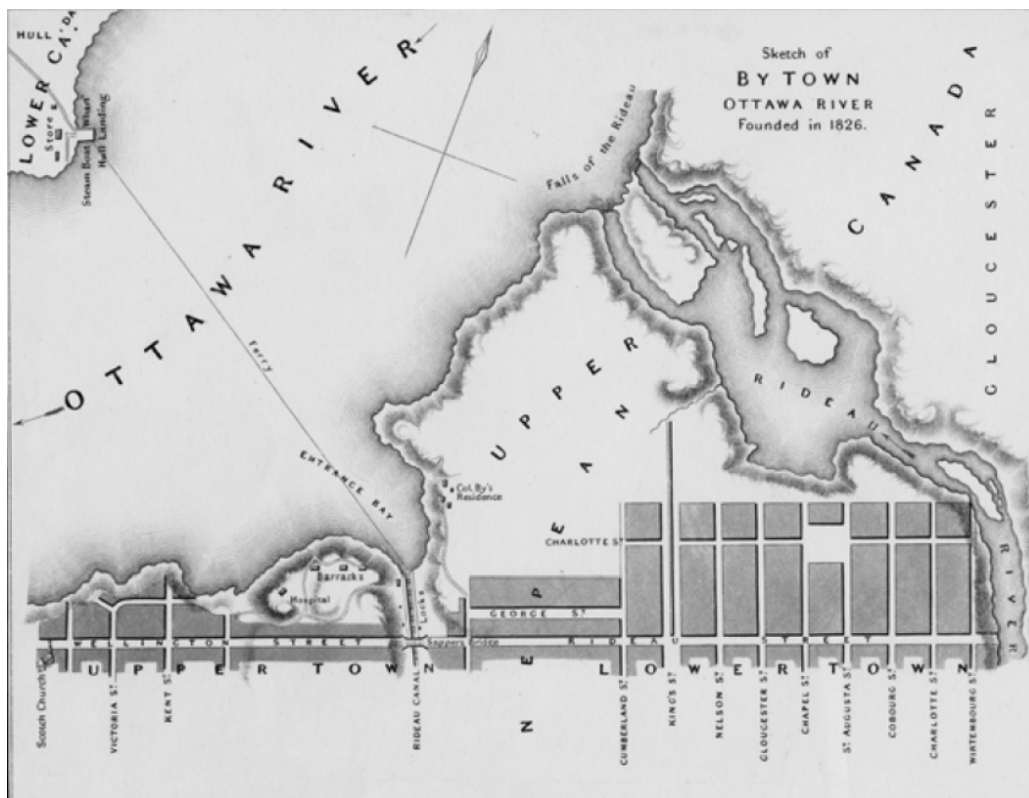 Sketch of
BY TOWN
OTTAWA RIVER
Founded in 1826.
HULL
LOWER CA'DA
Stores
Steam Boat Wharf
Hull Landing
OTTAWA RIVER
Falls of the Rideau
CANADA
GLOUCESTER
UPPER
NEPEAN
RIDEAU
RIVER
Ferry
ENTRANCE BAY
Col. By's
Residence
Barracks
Hospital
Locks
CHARLOTTE ST
GEORGE ST
WELLINGTON STREET
Sappers Bridge
RIDEAU STREET
UPPER TOWN
LOWER TOWN
Scotch Church
VICTORIA ST
KENT ST
RIDEAU CANAL
CUMBERLAND ST
KING'S ST
NELSON ST
GLOUCESTER ST
CHAPEL ST
ST AUGUSTA ST
COBOURG ST
CHARLOTTE ST
WIRTEMBOURG ST